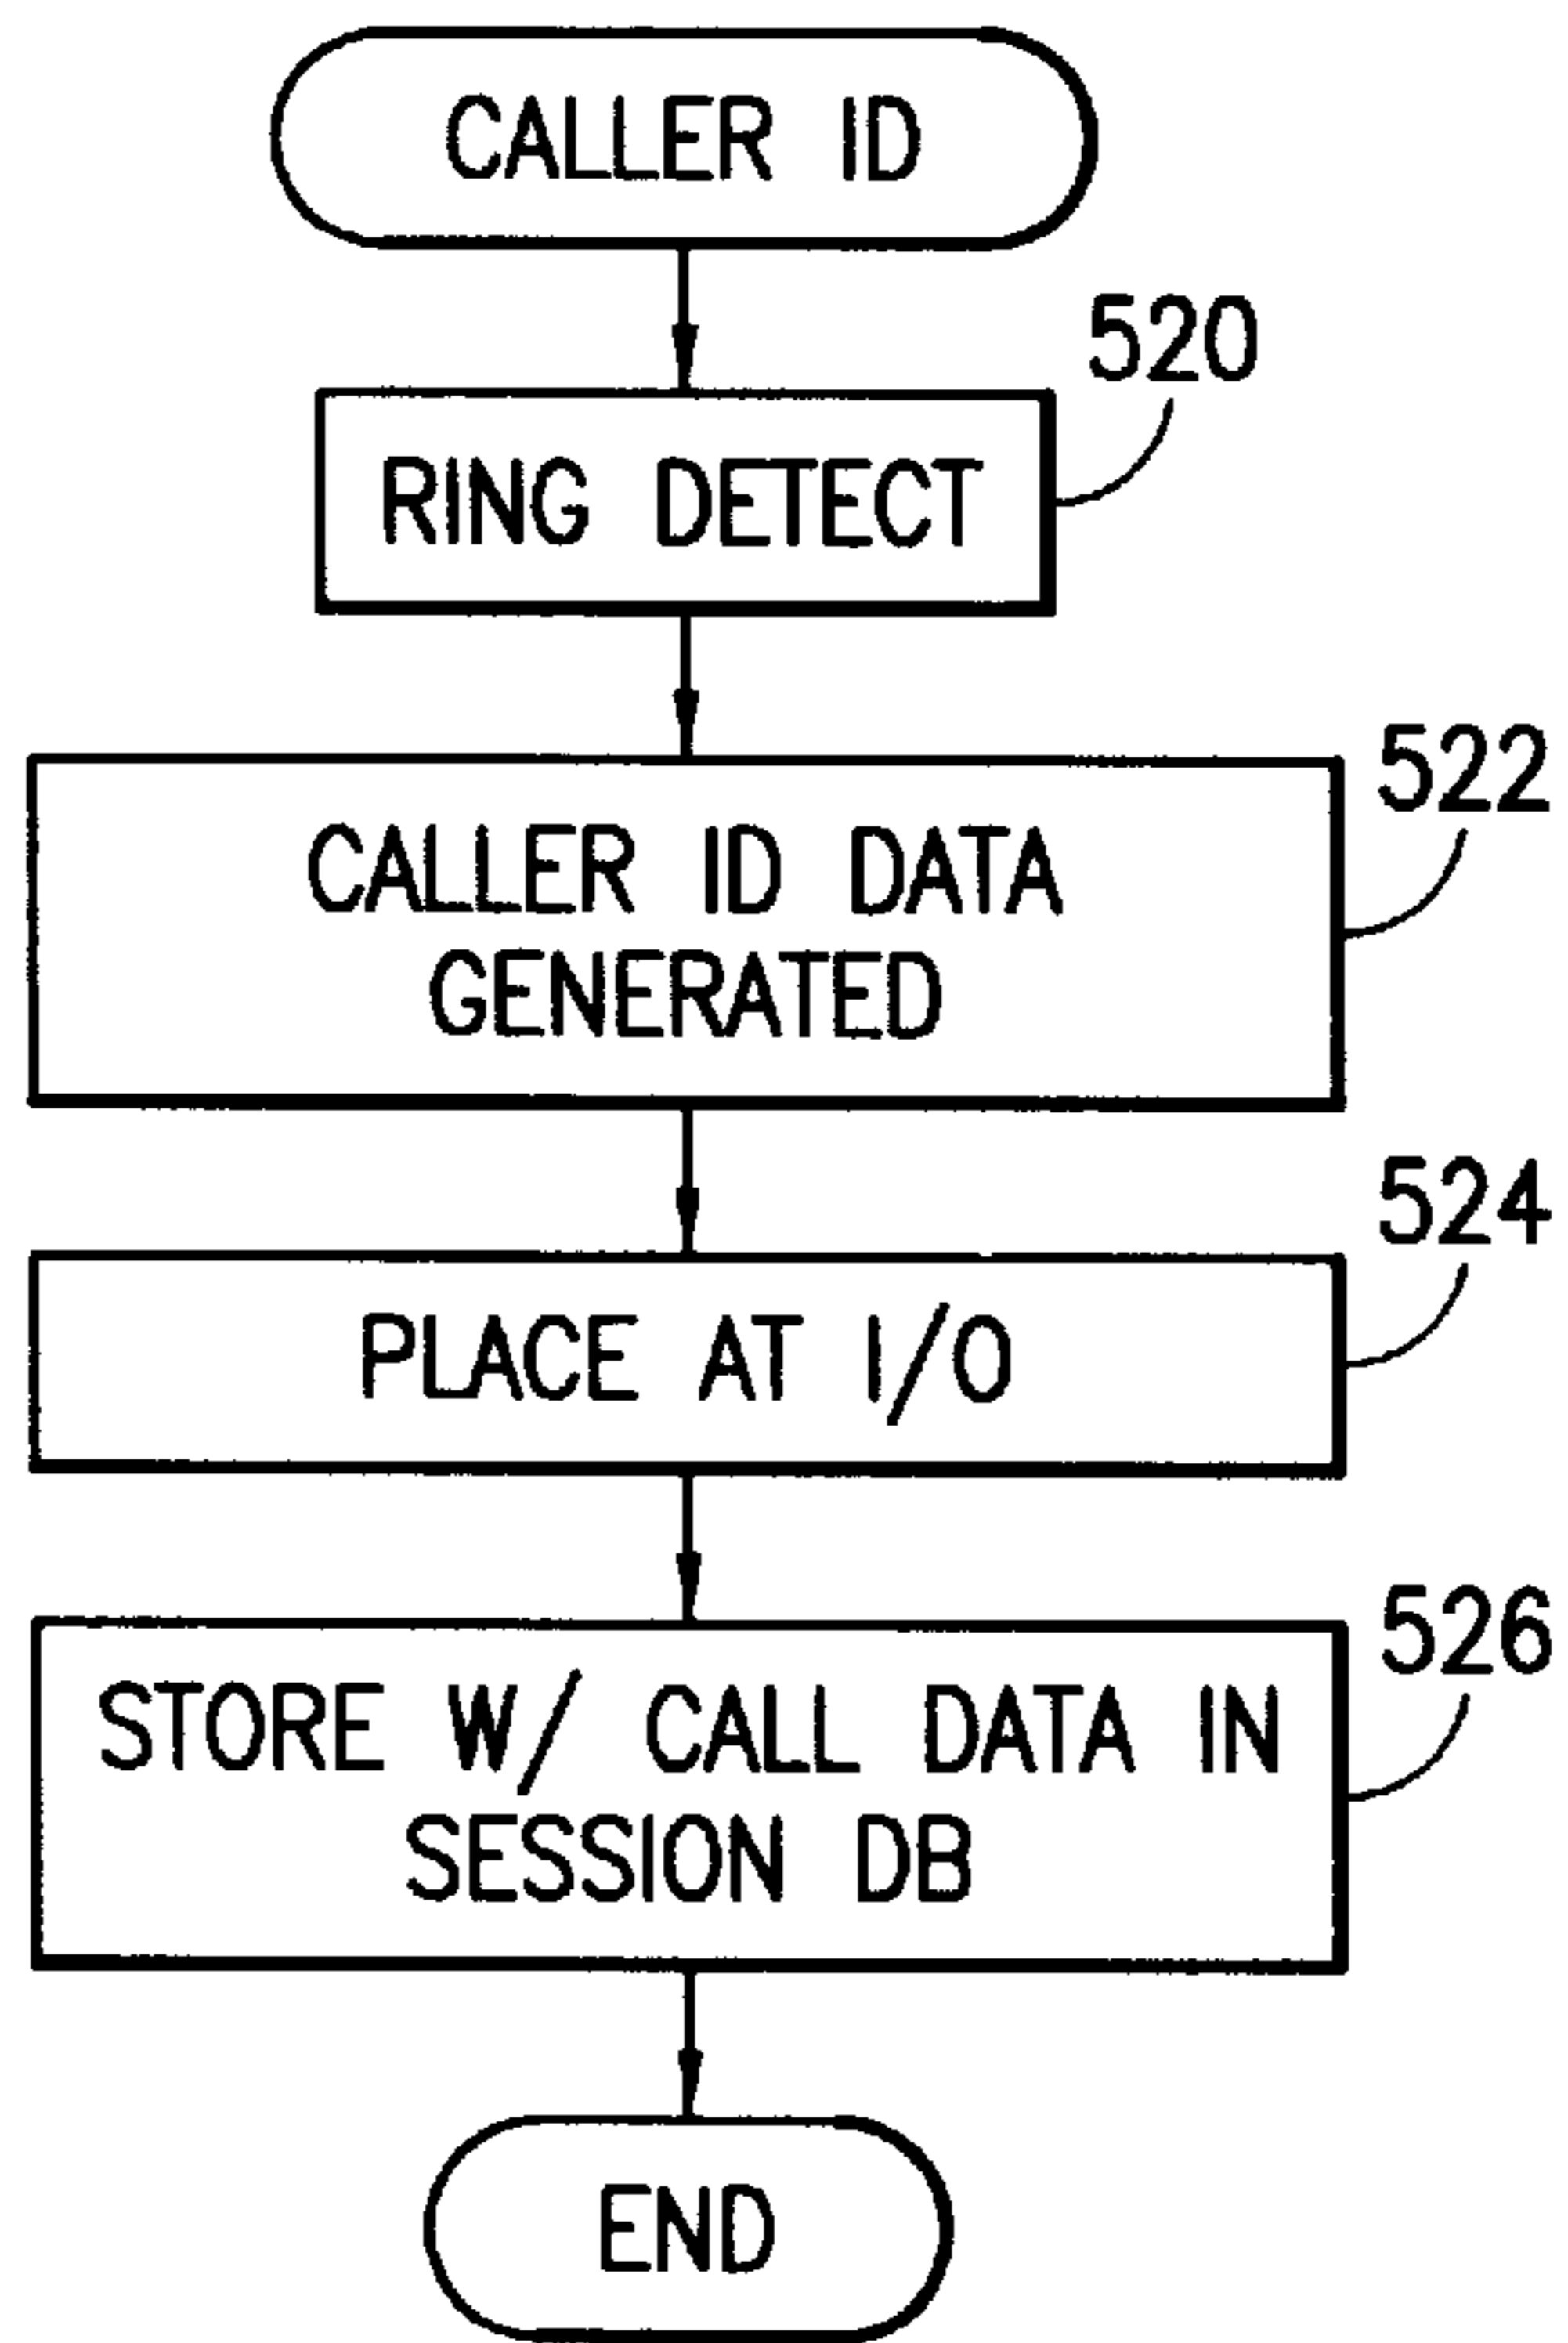 CALLER ID
520
RING DETECT
522
CALLER ID DATA
GENERATED
524
PLACE AT I/O
526
STORE W/ CALL DATA IN
SESSION DB
END